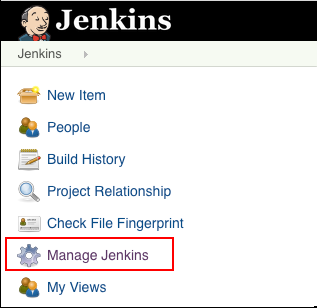 Jenkins
Jenkins
New Item
People
Build History
Project Relationship
Check File Fingerprint
Manage Jenkins
My Views